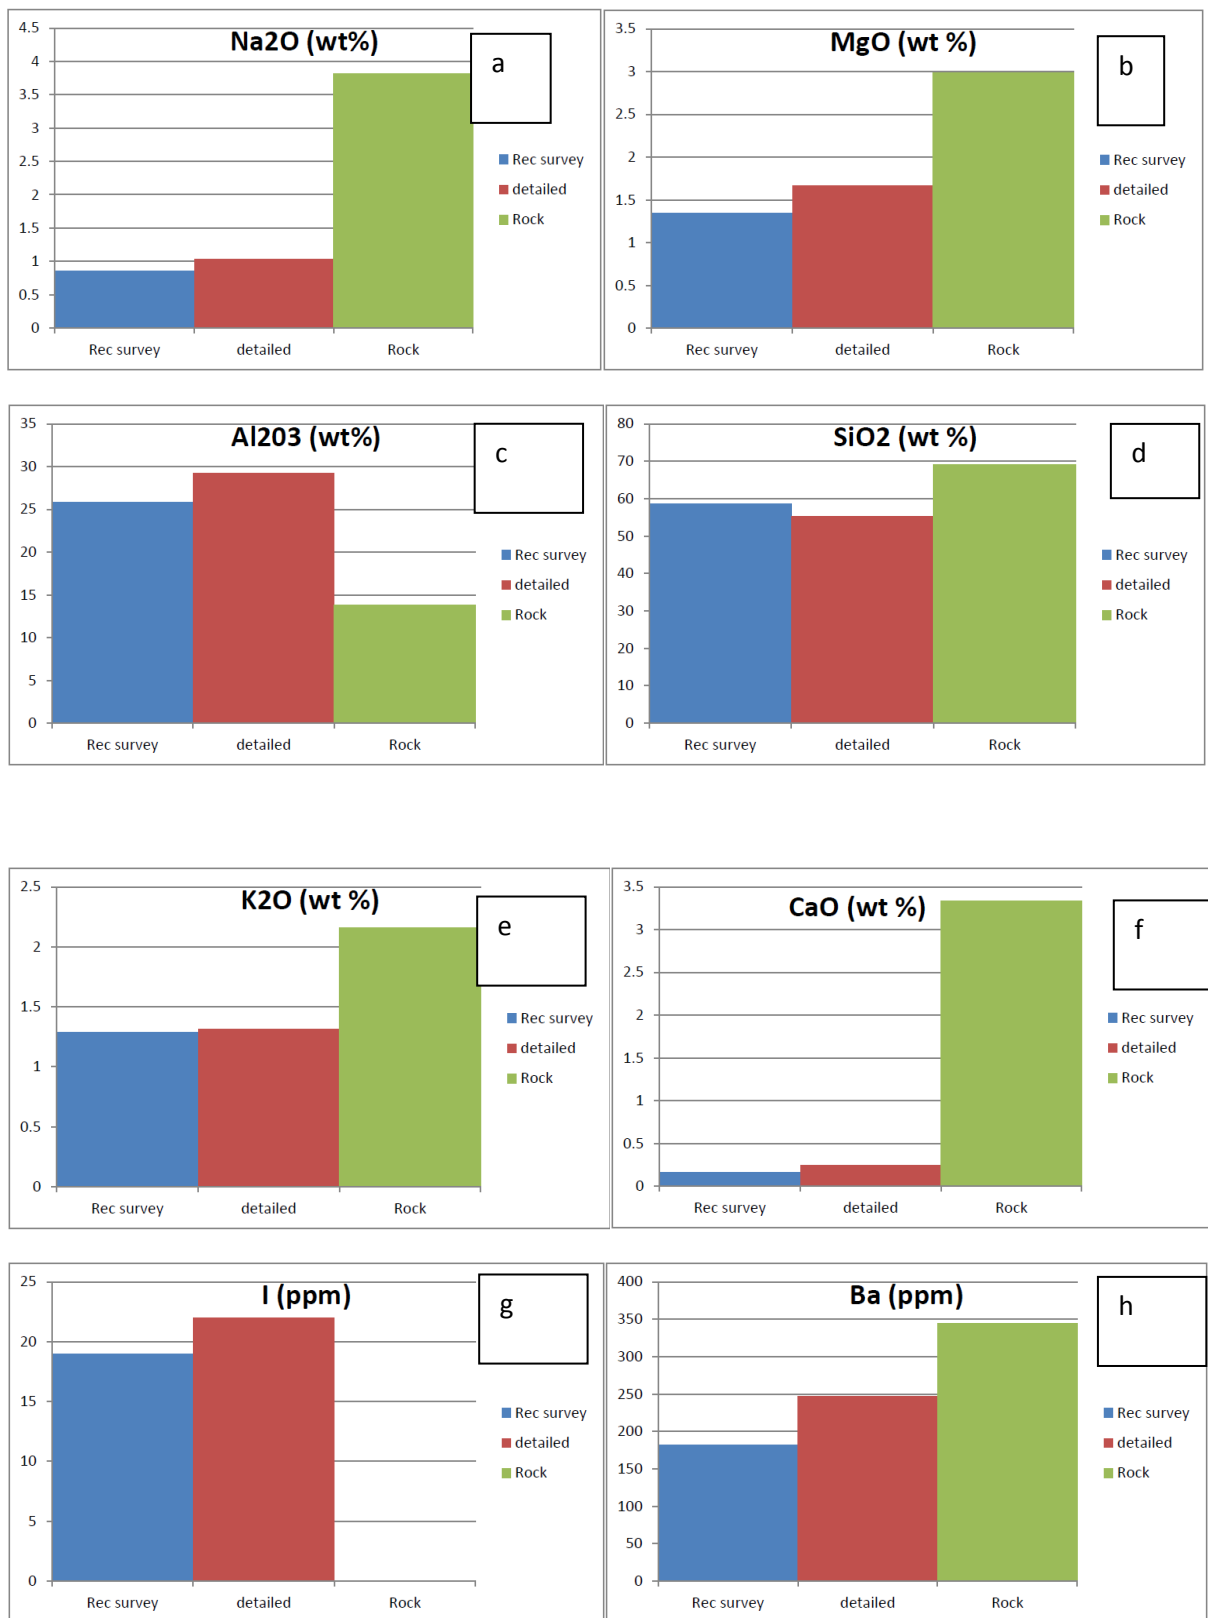 Na2O (wt%)
a
4.5
4
3.5
3
2.5
2
1.5
1
0.5
0
Rec survey
detailed
Rock
Rec survey detailed Rock
MgO (wt %)
b
3.5
3
2.5
2
1.5
1
0.5
0
Rec survey
detailed
Rock
Rec survey detailed Rock
Al203 (wt%)
c
35
30
25
20
15
10
5
0
Rec survey
detailed
Rock
Rec survey detailed Rock
SiO2 (wt %)
d
80
70
60
50
40
30
20
10
0
Rec survey
detailed
Rock
Rec survey detailed Rock
K2O (wt %)
e
2.5
2
1.5
1
0.5
0
Rec survey
detailed
Rock
Rec survey detailed Rock
CaO (wt %)
f
3.5
3
2.5
2
1.5
1
0.5
0
Rec survey
detailed
Rock
Rec survey detailed Rock
I (ppm)
g
25
20
15
10
5
0
Rec survey
detailed
Rock
Rec survey detailed Rock
Ba (ppm)
h
400
350
300
250
200
150
100
50
0
Rec survey
detailed
Rock
Rec survey detailed Rock